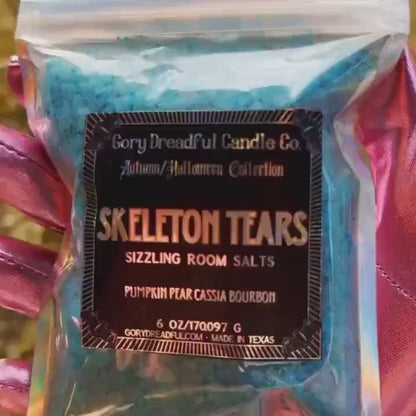 Gory Dreadful Candle Co.
Autumn/Halloween Collection
SKELETON TEARS
SIZZLING ROOM SALTS
PUMPKIN PEAR CASSIA BOURBON
6 OZ/170.097 G
GORYDREADFUL.COM • MADE IN TEXAS